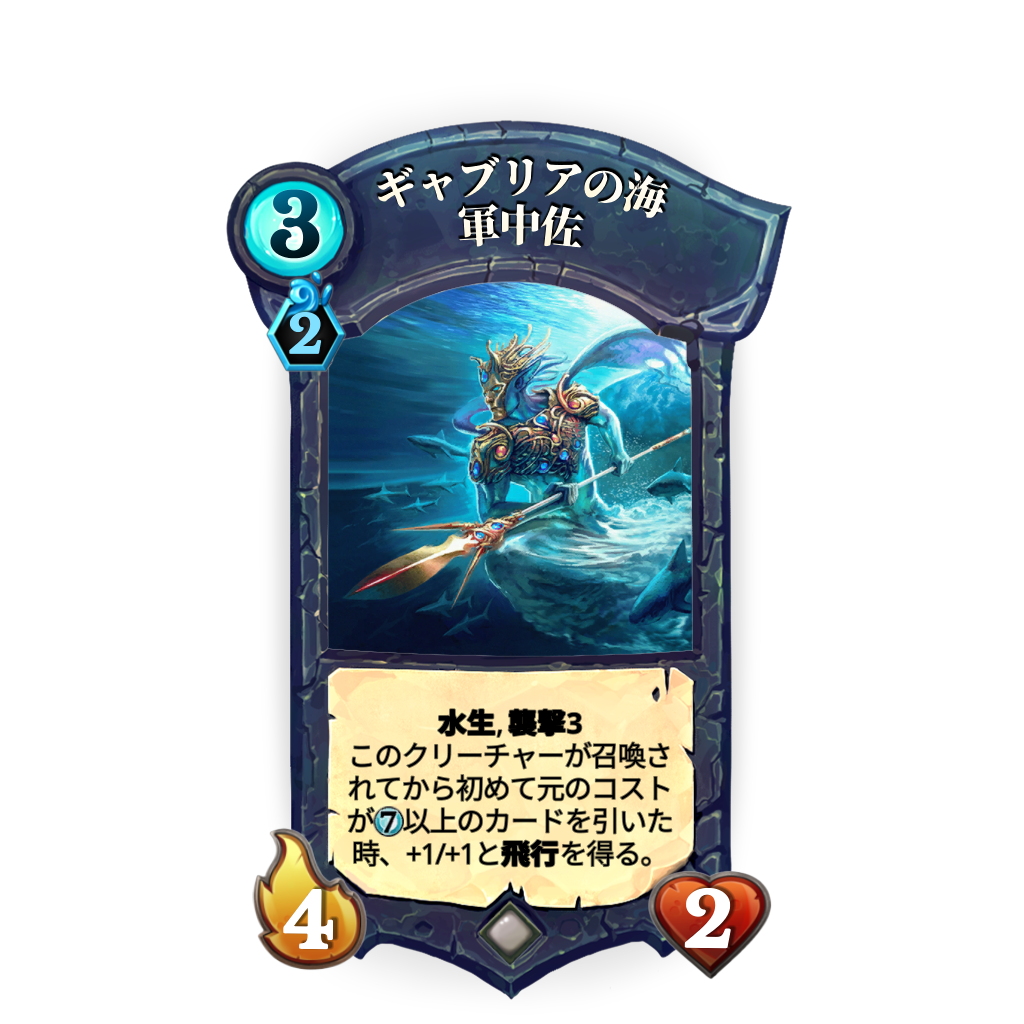 3
ギャブリアの海
軍中佐
2
水生, 襲撃3
このクリーチャーが召喚さ
れてから初めて元のコスト
が7以上のカードを引いた
時、+1/+1と飛行を得る。
4
2